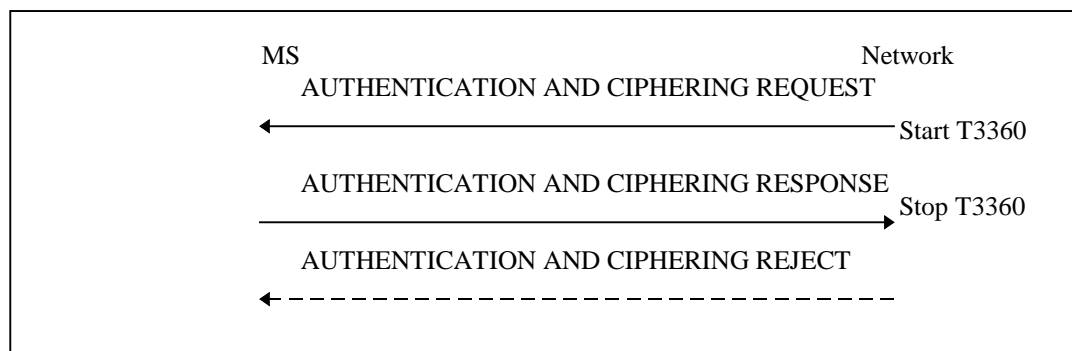 MS Network
AUTHENTICATION AND CIPHERING REQUEST
Start T3360
AUTHENTICATION AND CIPHERING RESPONSE
Stop T3360
AUTHENTICATION AND CIPHERING REJECT